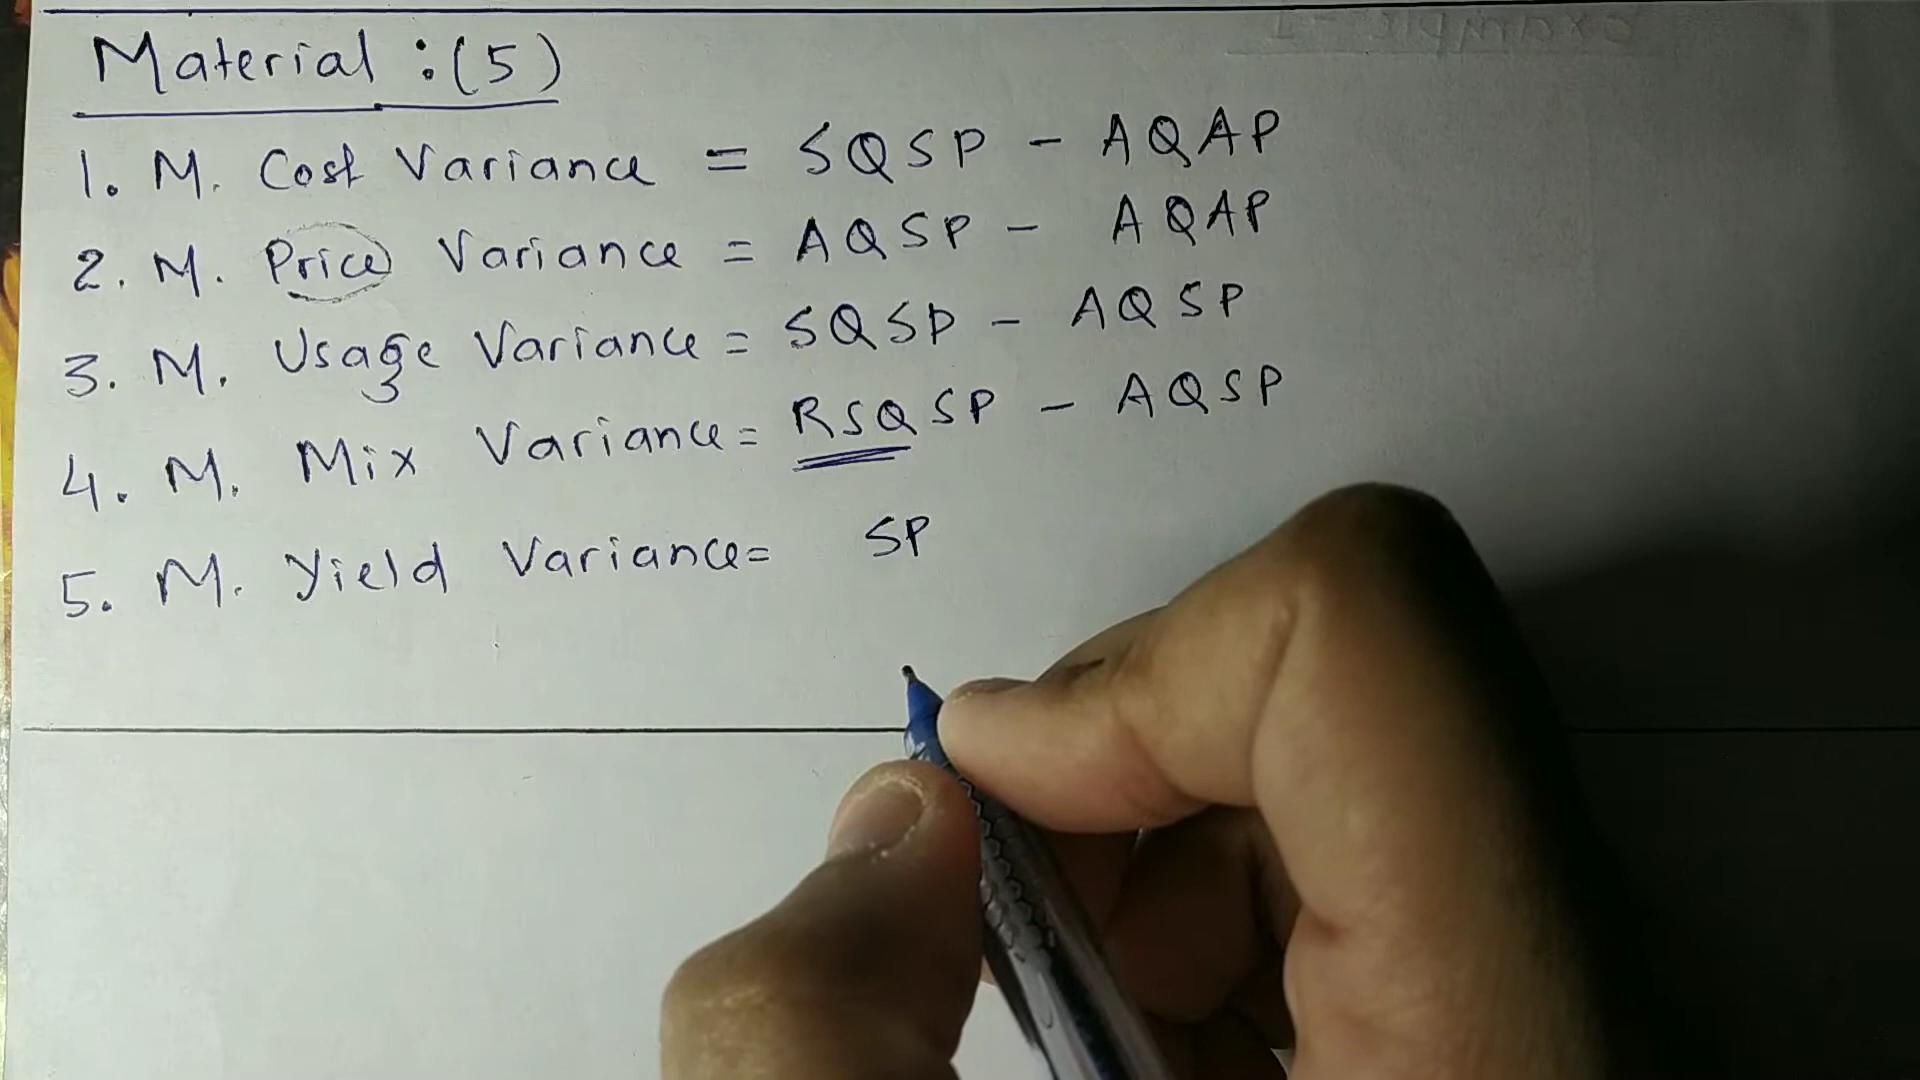 Material :(5)
1. M. Cost Variance = SQSP - AQAP
2. M. Price Variance = AQSP - AQAP
3. M. Usage Variance = SQSP - AQSP
4. M. Mix Variance = RSQSP - AQSP
5. M. Yield Variance = SP